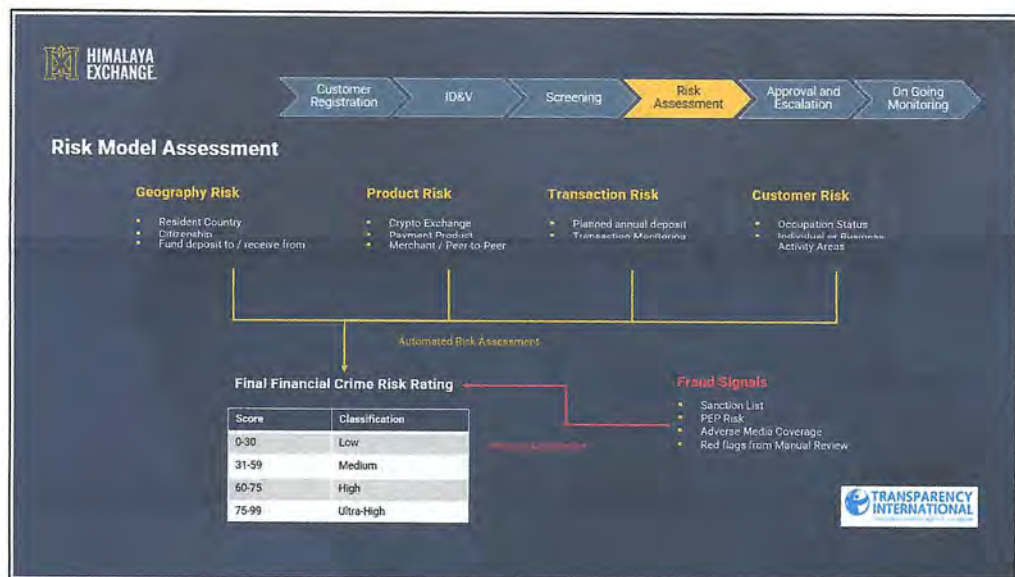 HIMALAYA
EXCHANGE
Customer
Registration
ID&V
Screening
Risk
Assessment
Approval and
Escalation
On Going
Monitoring
Risk Model Assessment
Geography Risk
Resident Country
Citizenship
Fund deposit to / receive from
Product Risk
Crypto Exchange
Payment Product
Merchant / Peer-to-Peer
Transaction Risk
Planned annual deposit
Transaction Monitoring
Customer Risk
Occupation Status
Individual or Business
Activity Areas
Automated Risk Assessment
Final Financial Crime Risk Rating
Score Classification
0-30 Low
31-59 Medium
60-75 High
75-99 Ultra-High
Fraud Signals
Sanction List
PEP Risk
Adverse Media Coverage
Red flags from Manual Review
TRANSPARENCY
INTERNATIONAL